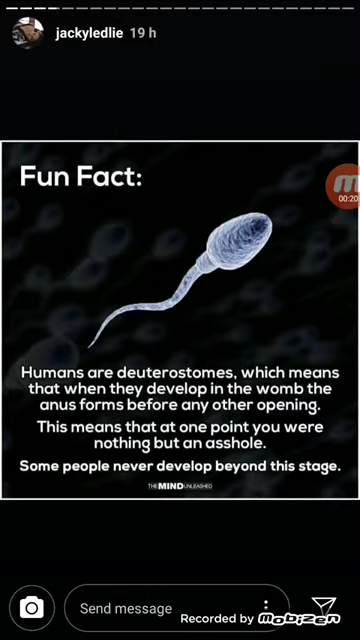 jackyledlie 19 h
Fun Fact:
00:20
Humans are deuterostomes, which means
that when they develop in the womb the
anus forms before any other opening.
This means that at one point you were
nothing but an asshole.
Some people never develop beyond this stage.
THE MIND UNLEASHED
Send message
Recorded by mobizen